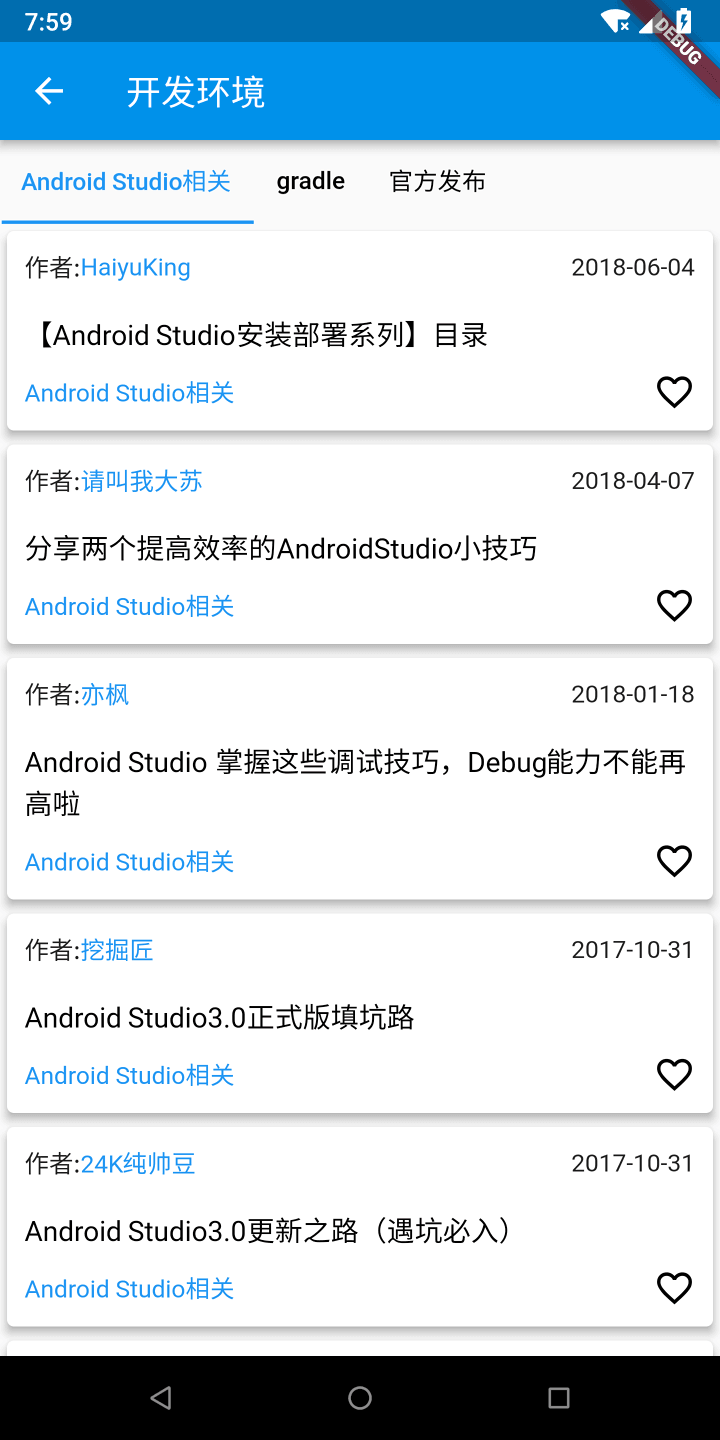 7:59
DEBUG
开发环境
Android Studio相关 gradle 官方发布
作者:HaiyuKing 2018-06-04
【Android Studio安装部署系列】目录
Android Studio相关
作者:请叫我大苏 2018-04-07
分享两个提高效率的AndroidStudio小技巧
Android Studio相关
作者:亦枫 2018-01-18
Android Studio 掌握这些调试技巧，Debug能力不能再
高啦
Android Studio相关
作者:挖掘匠 2017-10-31
Android Studio3.0正式版填坑路
Android Studio相关
作者:24K纯帅豆 2017-10-31
Android Studio3.0更新之路（遇坑必入）
Android Studio相关